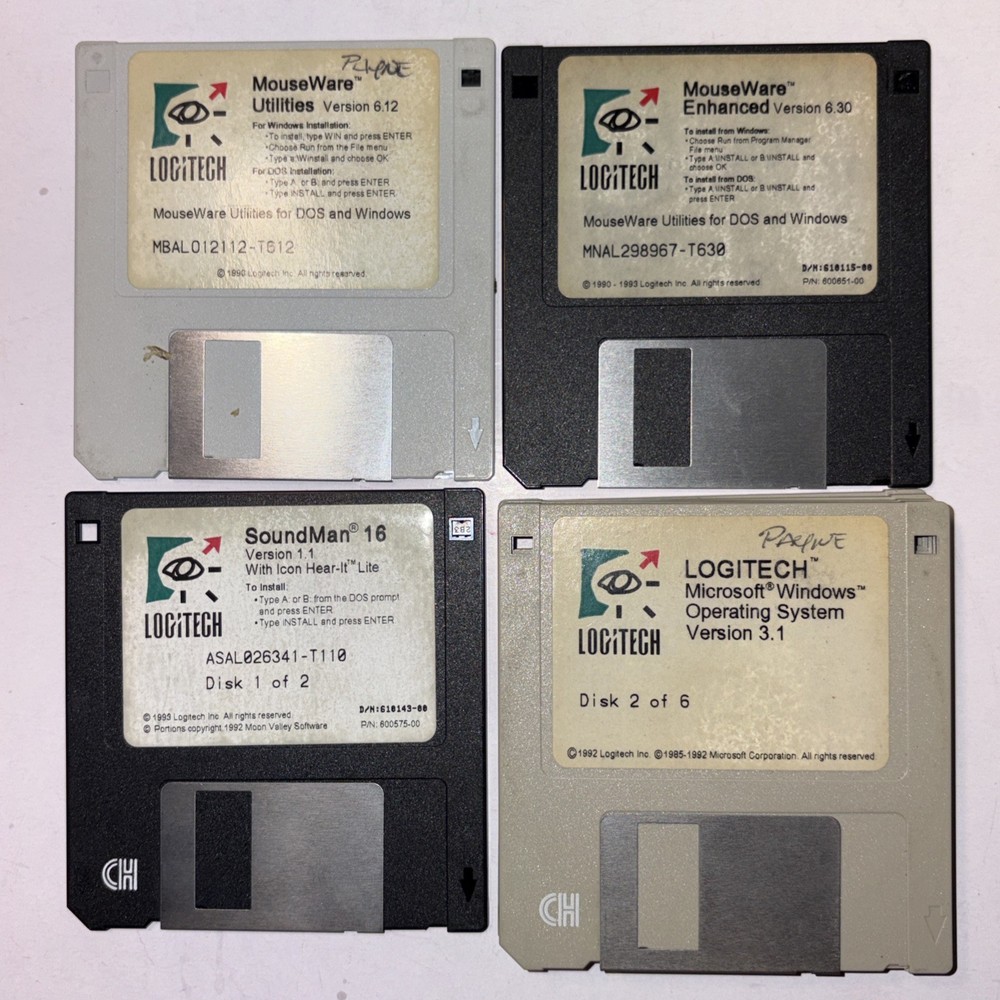 PAYNE
MouseWare™
Utilities Version 6.12
For Windows Installation:
•To install, type WIN and press ENTER
•Choose Run from the File menu
•Type a:\Winstall and choose OK
For DOS Installation:
•Type A: or B: and press ENTER
•Type INSTALL and press ENTER
LOGITECH
MouseWare Utilities for DOS and Windows
MBAL012112-T612
©1990 Logitech Inc. All rights reserved.
MouseWare™
Enhanced Version 6.30
To install from Windows:
•Choose Run from Program Manager
File menu
•Type A:\INSTALL or B:\INSTALL and
choose OK
To install from DOS:
•Type A:\INSTALL or B:\INSTALL and
press ENTER
LOGITECH
MouseWare Utilities for DOS and Windows
MNAL298967-T630
D/N:610115-00
© 1990 - 1993 Logitech Inc. All rights reserved
P/N: 600651-00
SoundMan® 16
Version 1.1
With Icon Hear-It™ Lite
To Install:
•Type A: or B: from the DOS prompt
and press ENTER
•Type INSTALL and press ENTER
LOGITECH
ASAL026341-T110
Disk 1 of 2
D/N:610143-00
© 1993 Logitech Inc. All rights reserved.
© Portions copyright 1992 Moon Valley Software
P/N: 600575-00
CH
PAYNE
LOGITECH™
Microsoft® Windows™
Operating System
Version 3.1
LOGITECH
Disk 2 of 6
©1992 Logitech Inc. ©1985-1992 Microsoft Corporation. All rights reserved.
CH